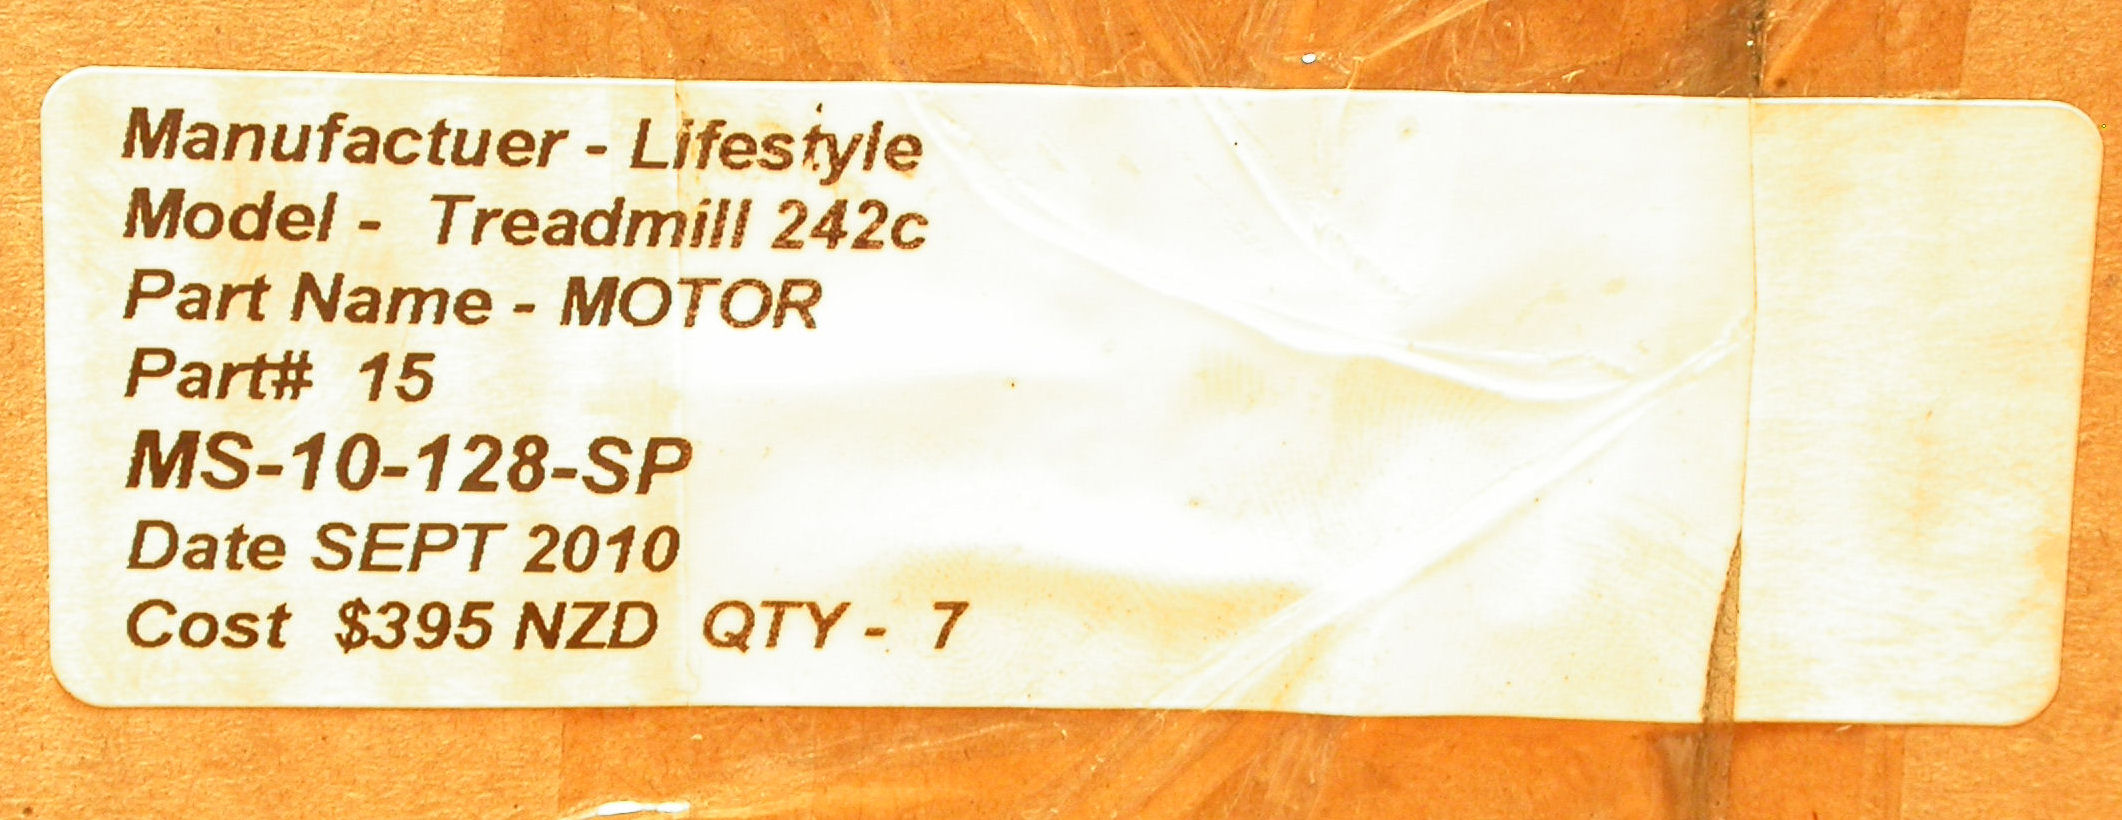 Manufactuer - Lifestyle
Model -  Treadmill 242c
Part Name - MOTOR
Part#  15
MS-10-128-SP
Date SEPT 2010
Cost  $395 NZD  QTY -  7